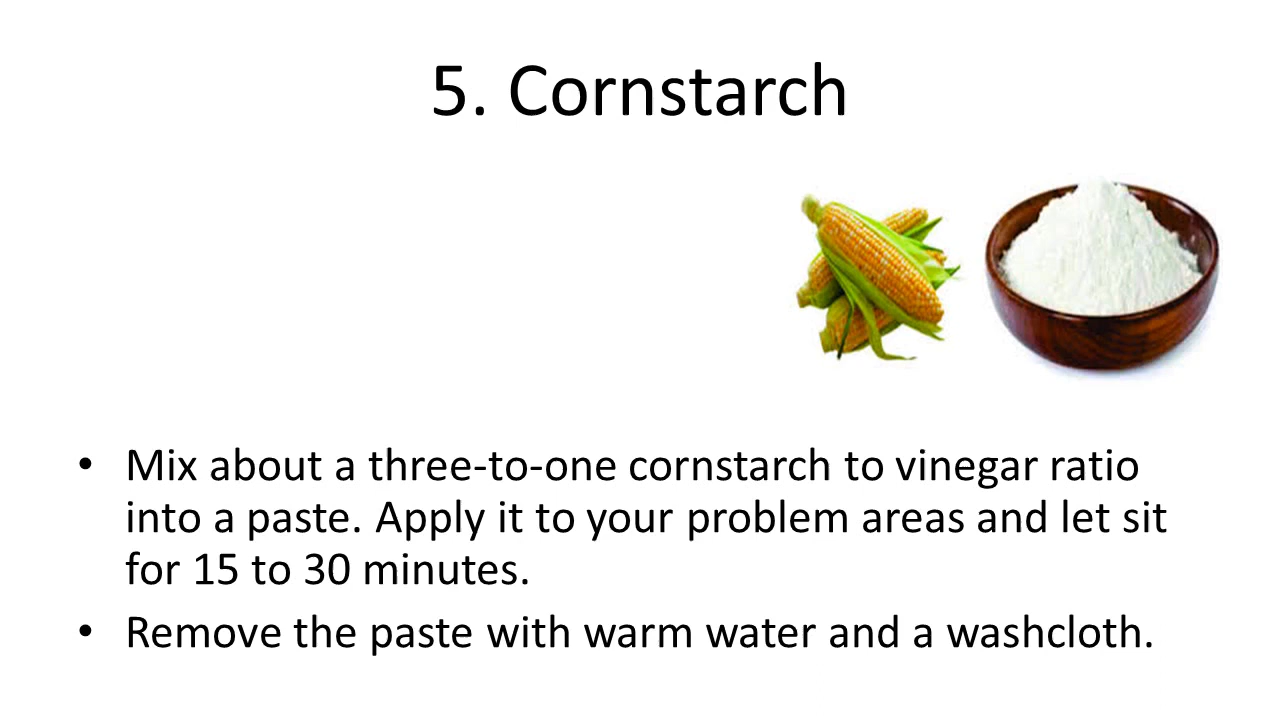 5. Cornstarch
• Mix about a three-to-one cornstarch to vinegar ratio
into a paste. Apply it to your problem areas and let sit
for 15 to 30 minutes.
• Remove the paste with warm water and a washcloth.